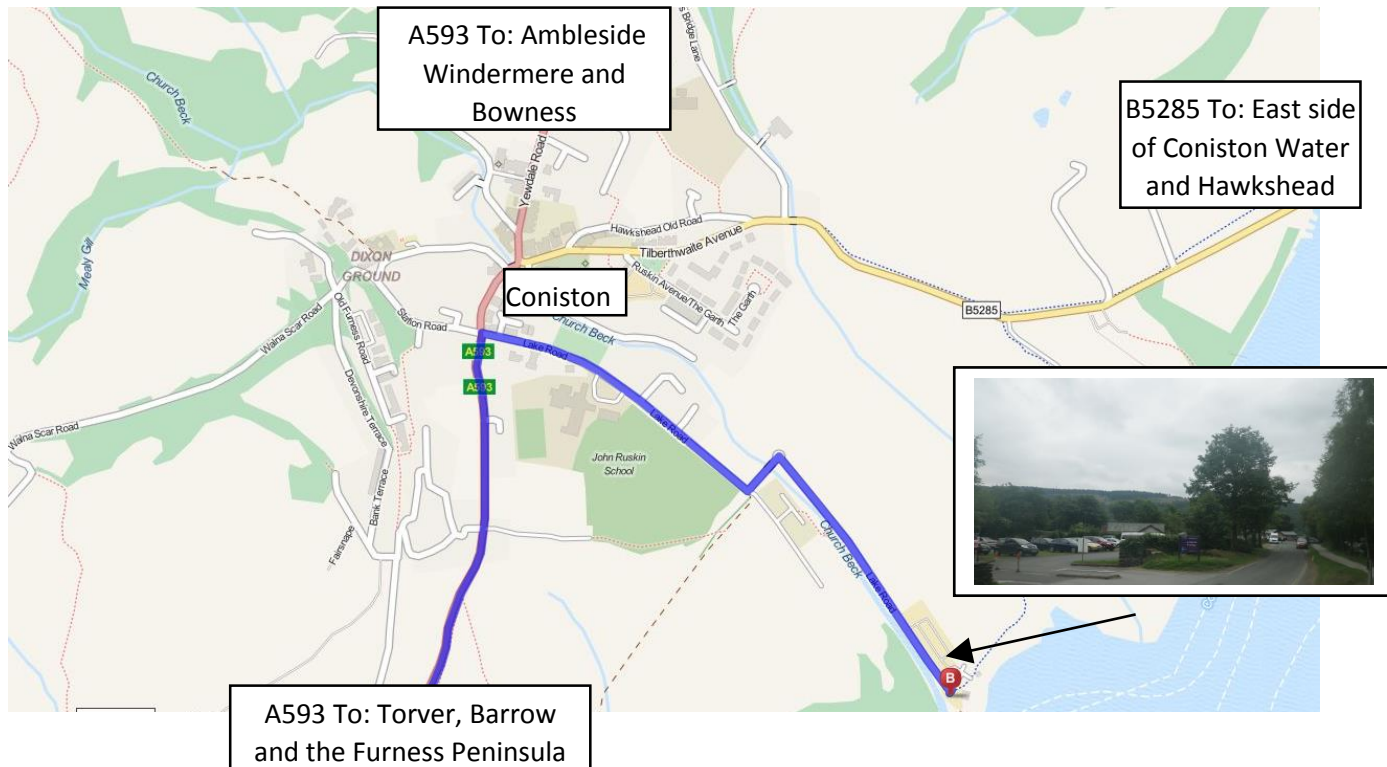 A593 To: Ambleside
Windermere and
Bowness
B5285 To: East side
of Coniston Water
and Hawkshead
Church Beck
Bridge Lane
Yewdale Road
Hawkshead Old Road
Tilberthwaite Avenue
DIXON
GROUND
Mealy Gill
Coniston
Ruskin Avenue/The Garth
The Garth
B5285
Church Beck
Station Road
Old Furness Road
Walna Scar Road
A593
Lake Road
A593
Devonshire Terrace
Walna Scar Road
Lake Road
John Ruskin
School
Bank Terrace
Fairsnape
Church Beck
Lake Road
B
A593 To: Torver, Barrow
and the Furness Peninsula